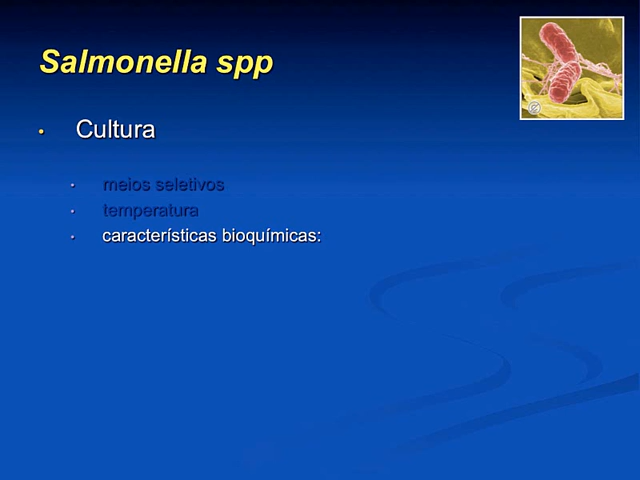 Salmonella spp
• Cultura
• meios seletivos
• temperatura
• características bioquímicas: